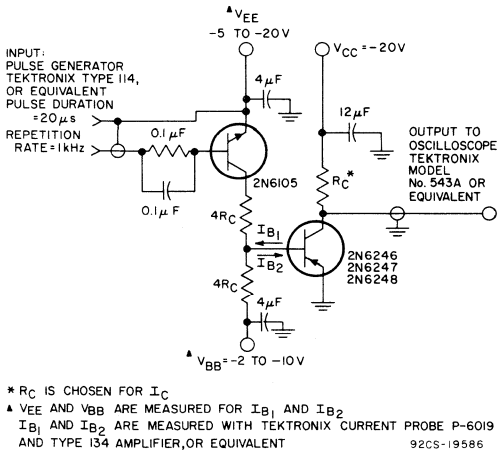 ▲ VEE
-5 TO -20V
INPUT:
PULSE GENERATOR
TEKTRONIX TYPE 114,
OR EQUIVALENT
PULSE DURATION
=20μs
REPETITION
RATE=1kHz
VCC=-20V
4μF
12μF
0.1μF
0.1μF
2N6105
RC*
OUTPUT TO
OSCILLOSCOPE
TEKTRONIX
MODEL
No. 543A OR
EQUIVALENT
4RC
IB1
IB2
2N6246
2N6247
2N6248
4RC
4μF
▲ VBB=-2 TO -10V
* RC IS CHOSEN FOR IC
▲ VEE AND VBB ARE MEASURED FOR IB1 AND IB2
IB1 AND IB2 ARE MEASURED WITH TEKTRONIX CURRENT PROBE P-6019
AND TYPE 134 AMPLIFIER,OR EQUIVALENT
92CS-19586